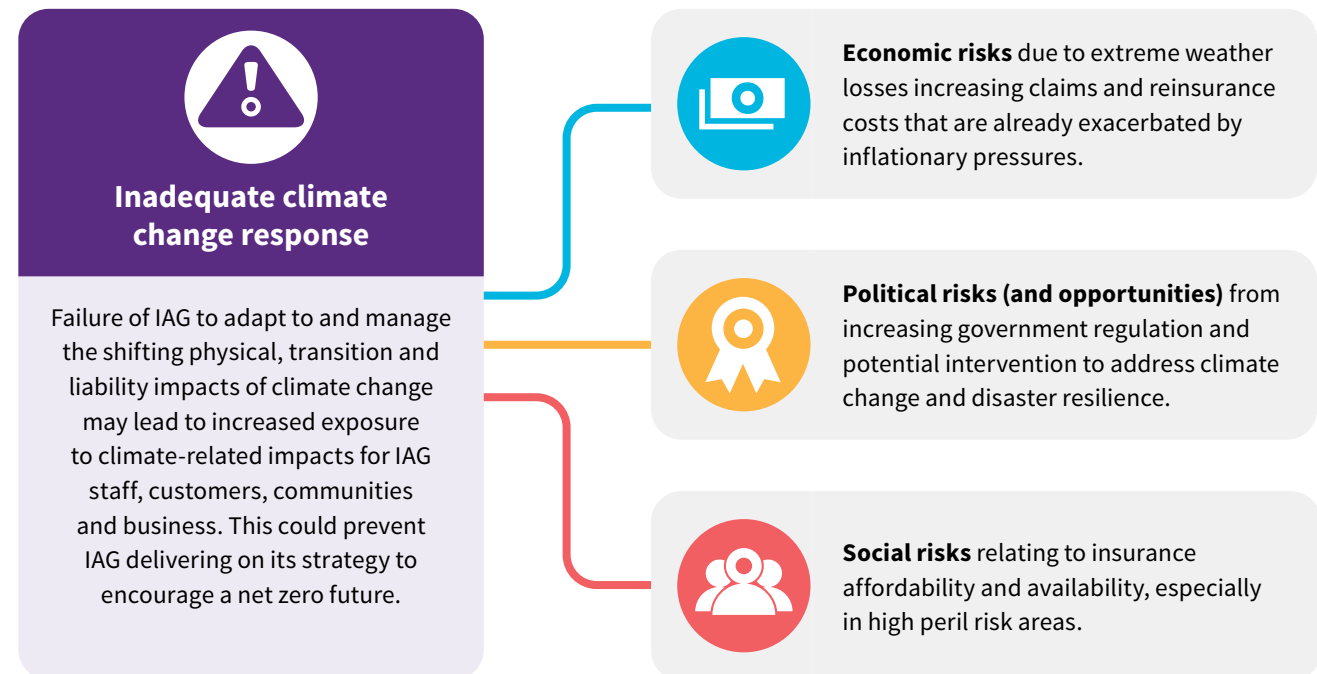 Inadequate climate
change response
Failure of IAG to adapt to and manage
the shifting physical, transition and
liability impacts of climate change
may lead to increased exposure
to climate-related impacts for IAG
staff, customers, communities
and business. This could prevent
IAG delivering on its strategy to
encourage a net zero future.
Economic risks due to extreme weather
losses increasing claims and reinsurance
costs that are already exacerbated by
inflationary pressures.
Political risks (and opportunities) from
increasing government regulation and
potential intervention to address climate
change and disaster resilience.
Social risks relating to insurance
affordability and availability, especially
in high peril risk areas.